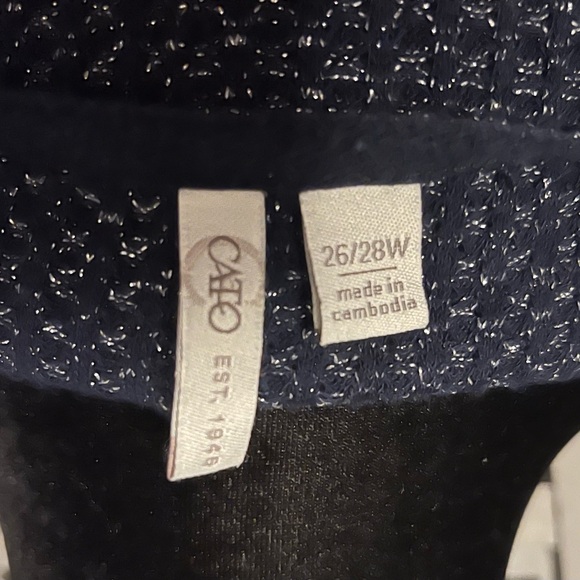 CATO
EST. 1946
26/28W
made in
cambodia